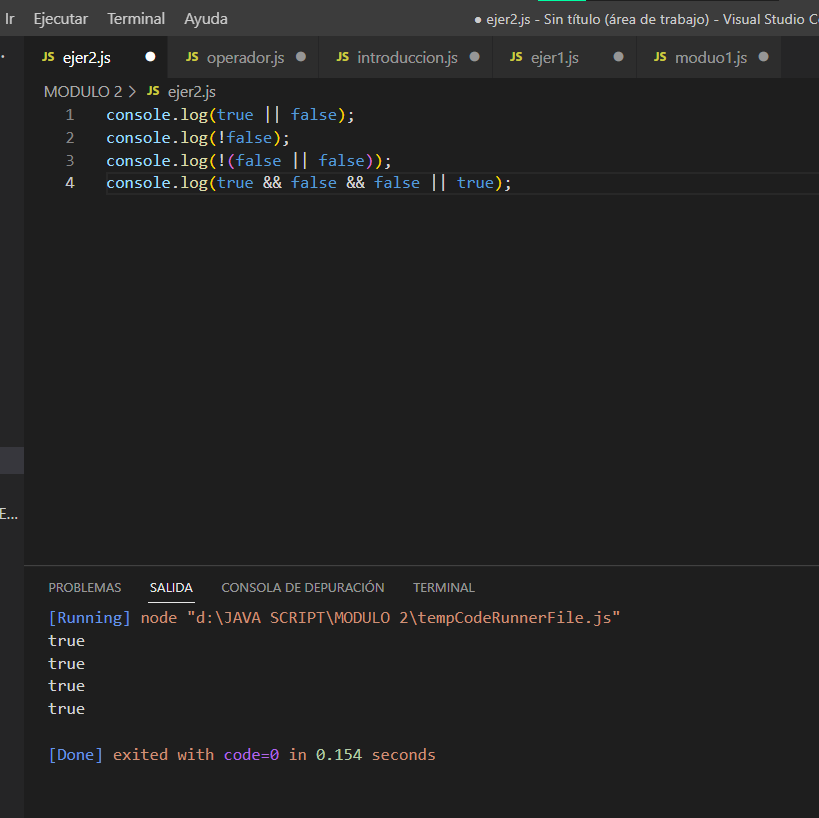 Ir Ejecutar Terminal Ayuda ● ejer2.js - Sin título (área de trabajo) - Visual Studio Co
JS ejer2.js ● JS operador.js ● JS introduccion.js ● JS ejer1.js ● JS moduo1.js ●
MODULO 2 > JS ejer2.js
1 console.log(true || false);
2 console.log(!false);
3 console.log(!(false || false));
4 console.log(true && false && false || true);
E...
PROBLEMAS SALIDA CONSOLA DE DEPURACIÓN TERMINAL
[Running] node "d:\JAVA SCRIPT\MODULO 2\tempCodeRunnerFile.js"
true
true
true
true
[Done] exited with code=0 in 0.154 seconds